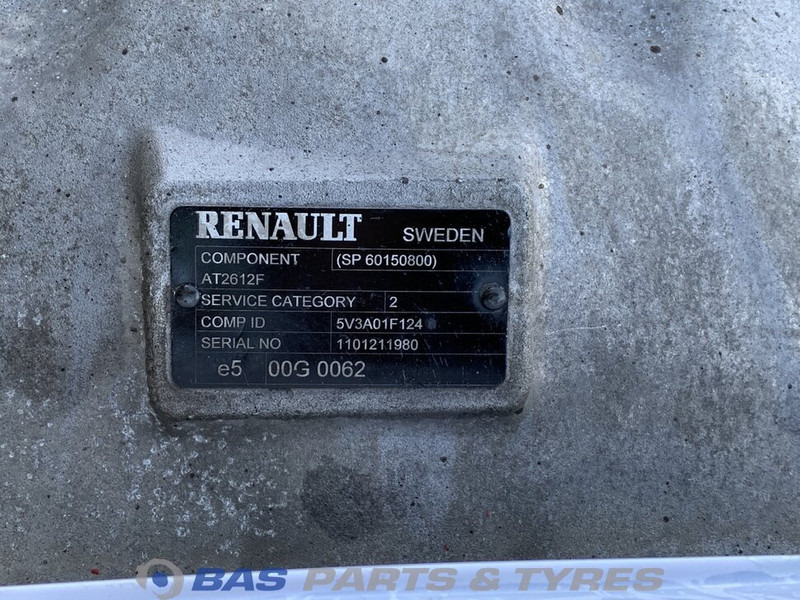 RENAULT SWEDEN
COMPONENT (SP 60150800)
AT2612F
SERVICE CATEGORY 2
COMP ID 5V3A01F124
SERIAL NO 1101211980
e5 00G 0062
BAS PARTS & TYRES